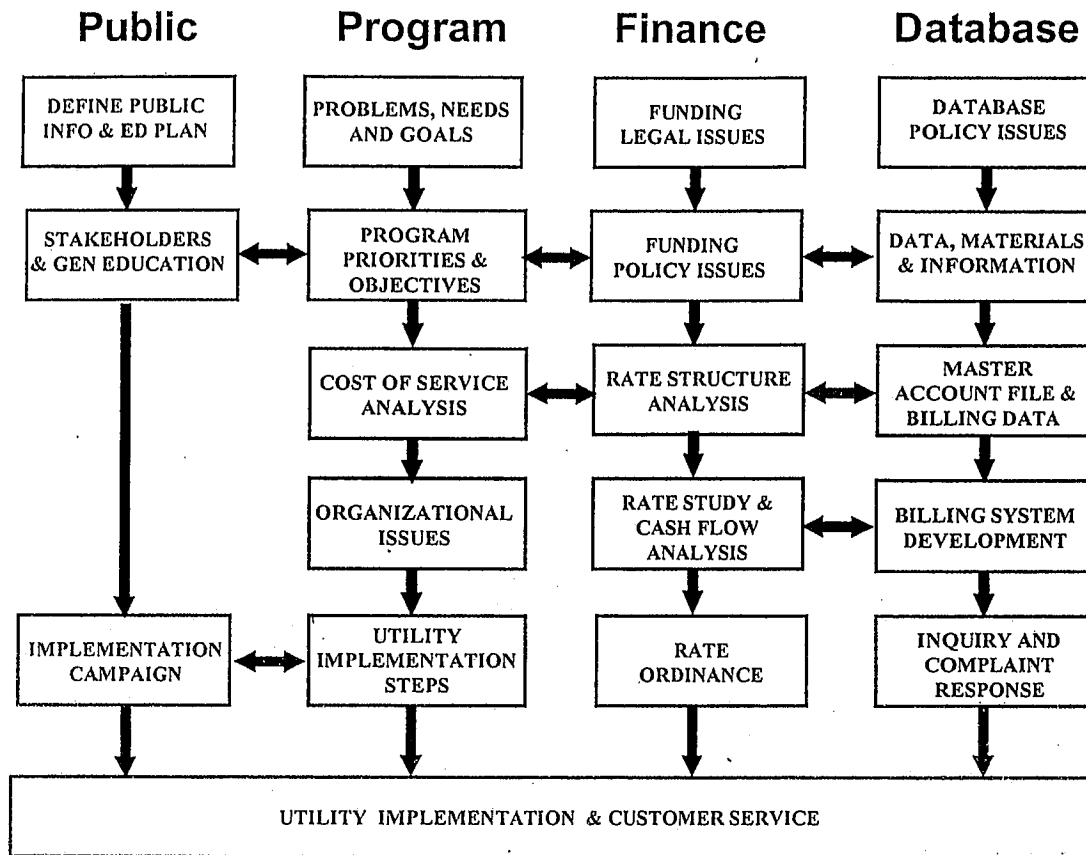 Public
Program
Finance
Database
DEFINE PUBLIC
INFO & ED PLAN
PROBLEMS, NEEDS
AND GOALS
FUNDING
LEGAL ISSUES
DATABASE
POLICY ISSUES
STAKEHOLDERS
& GEN EDUCATION
PROGRAM
PRIORITIES &
OBJECTIVES
FUNDING
POLICY ISSUES
DATA, MATERIALS
& INFORMATION
COST OF SERVICE
ANALYSIS
RATE STRUCTURE
ANALYSIS
MASTER
ACCOUNT FILE &
BILLING DATA
ORGANIZATIONAL
ISSUES
RATE STUDY &
CASH FLOW
ANALYSIS
BILLING SYSTEM
DEVELOPMENT
IMPLEMENTATION
CAMPAIGN
UTILITY
IMPLEMENTATION
STEPS
RATE
ORDINANCE
INQUIRY AND
COMPLAINT
RESPONSE
UTILITY IMPLEMENTATION & CUSTOMER SERVICE